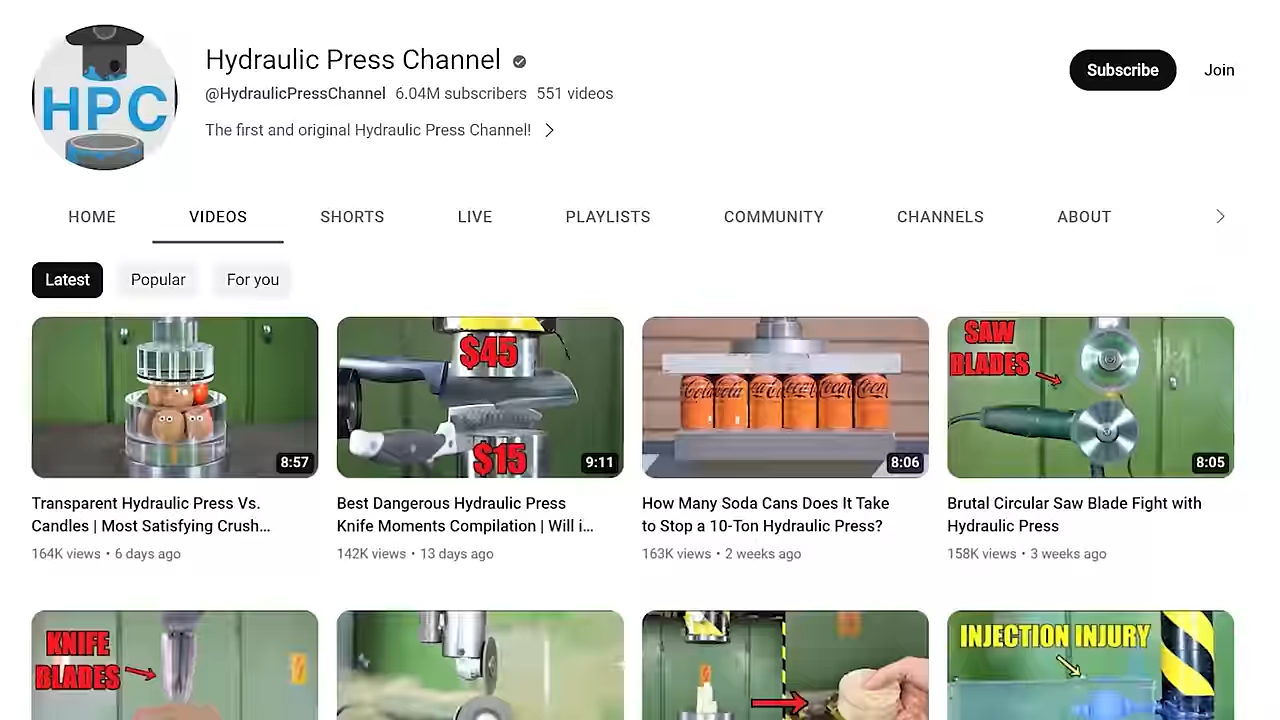 HPC
Hydraulic Press Channel
@HydraulicPressChannel 6.04M subscribers 551 videos
The first and original Hydraulic Press Channel!
Subscribe
Join
HOME
VIDEOS
SHORTS
LIVE
PLAYLISTS
COMMUNITY
CHANNELS
ABOUT
Latest
Popular
For you
8:57
Transparent Hydraulic Press Vs.
Candles | Most Satisfying Crush...
164K views • 6 days ago
$45
$15
9:11
Best Dangerous Hydraulic Press
Knife Moments Compilation | Will i...
142K views • 13 days ago
8:06
How Many Soda Cans Does It Take
to Stop a 10-Ton Hydraulic Press?
163K views • 2 weeks ago
SAW
BLADES
8:05
Brutal Circular Saw Blade Fight with
Hydraulic Press
158K views • 3 weeks ago
KNIFE
BLADES
INJECTION INJURY